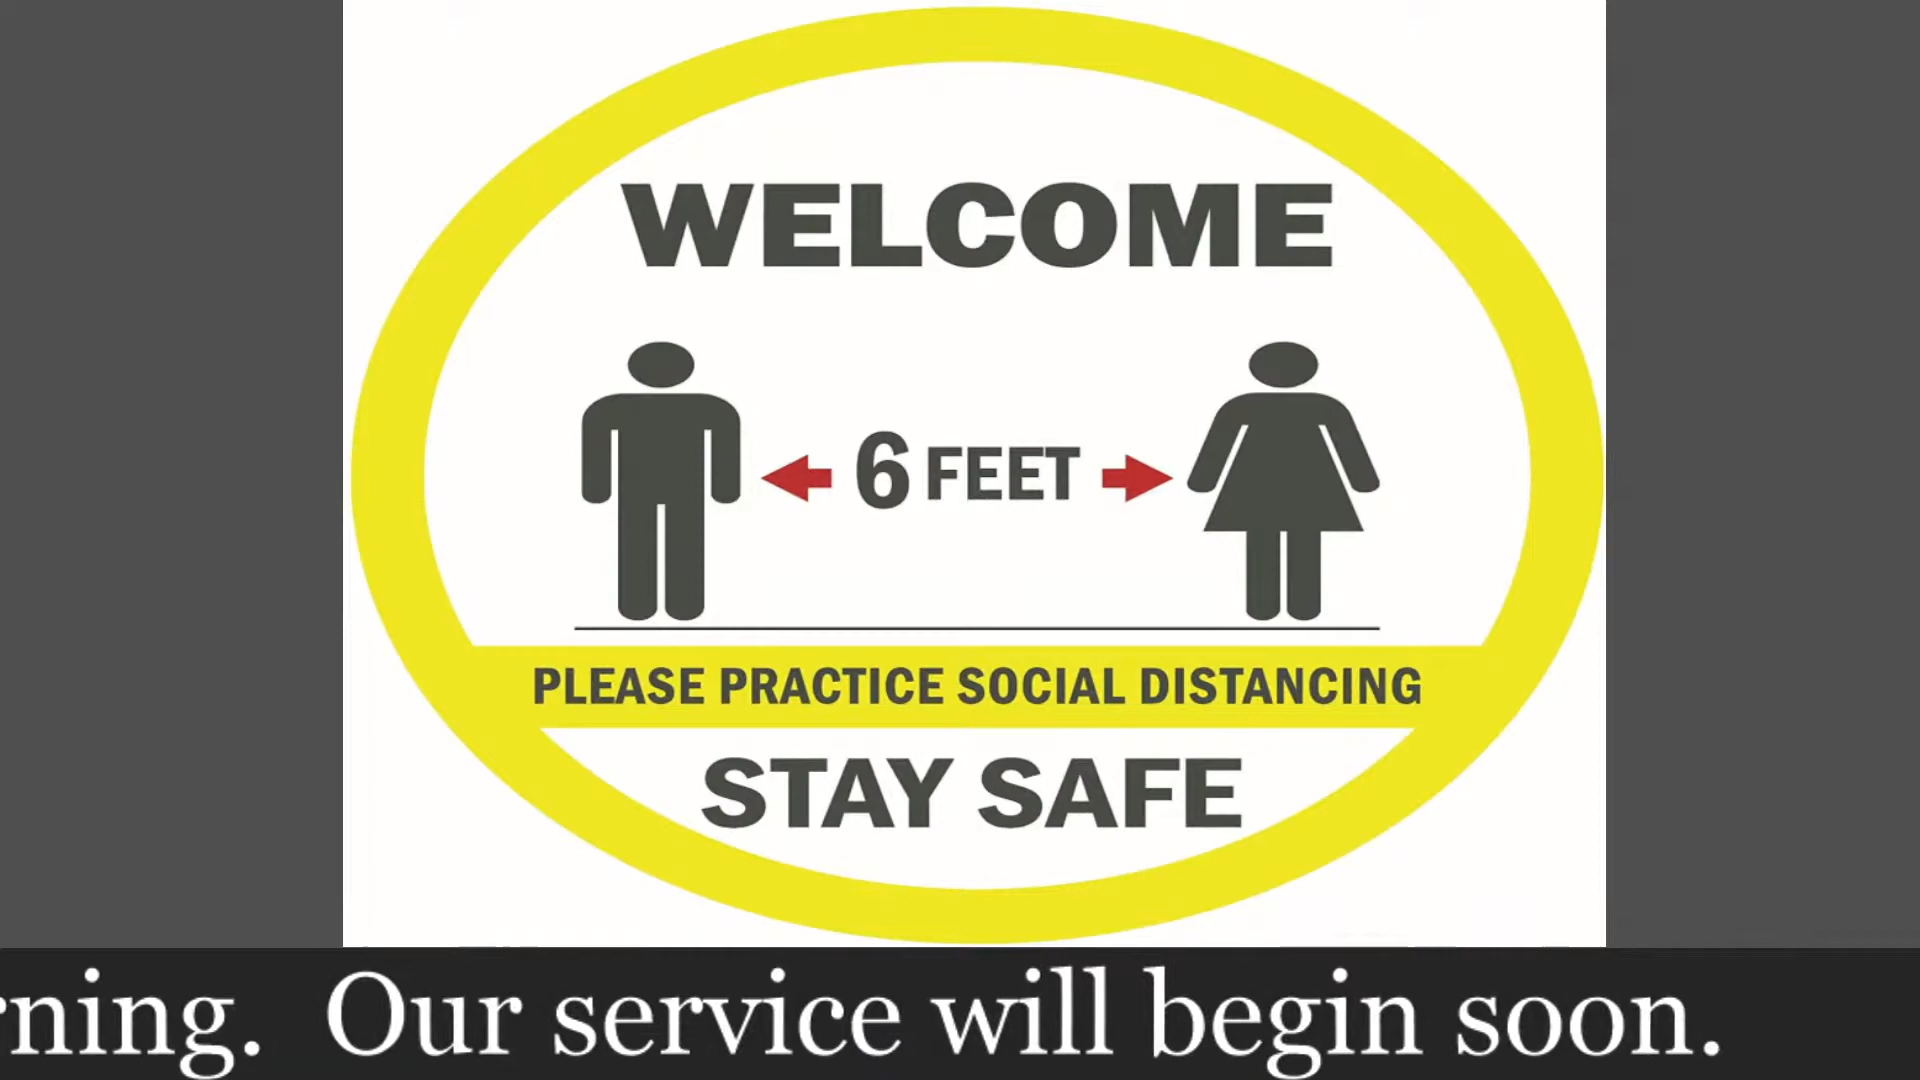 WELCOME
6 FEET
PLEASE PRACTICE SOCIAL DISTANCING
STAY SAFE
rning. Our service will begin soon.